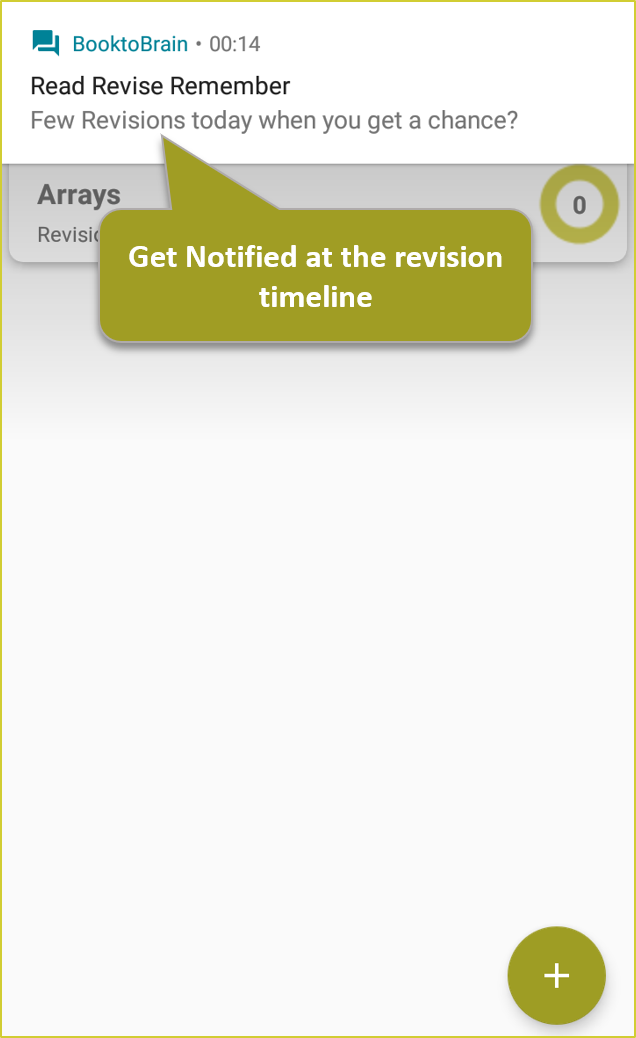 BooktoBrain • 00:14
Read Revise Remember
Few Revisions today when you get a chance?
Arrays
0
Get Notified at the revision
timeline